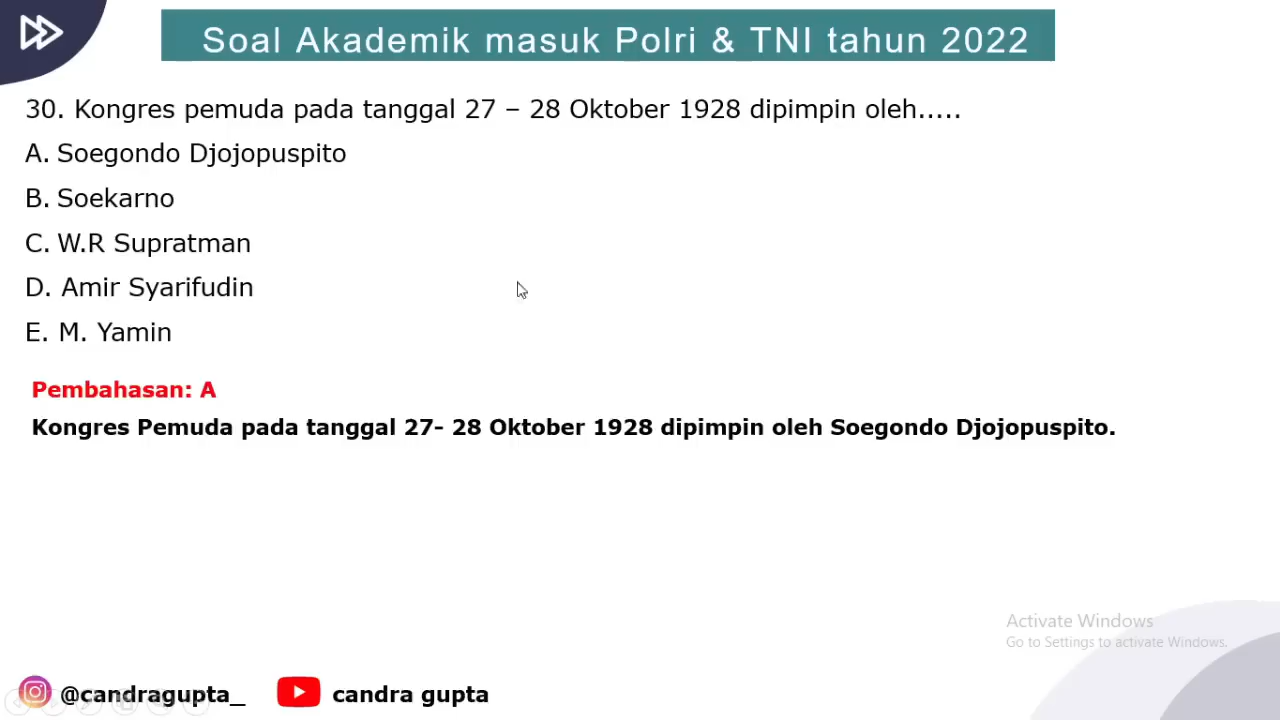 Soal Akademik masuk Polri & TNI tahun 2022
30. Kongres pemuda pada tanggal 27 – 28 Oktober 1928 dipimpin oleh.....
A. Soegondo Djojopuspito
B. Soekarno
C. W.R Supratman
D. Amir Syarifudin
E. M. Yamin
Pembahasan: A
Kongres Pemuda pada tanggal 27- 28 Oktober 1928 dipimpin oleh Soegondo Djojopuspito.
Activate Windows
Go to Settings to activate Windows.
@candragupta_ candra gupta